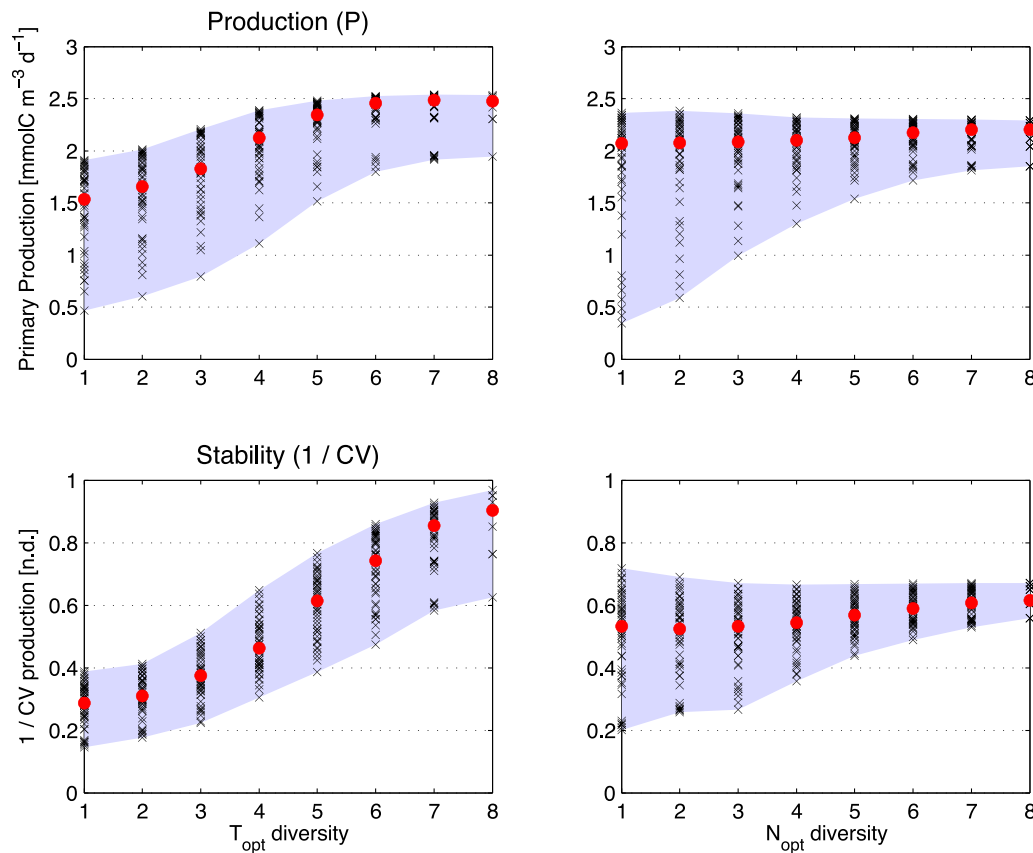 Production (P)
Primary Production [mmolC m⁻³ d⁻¹]
3
2.5
2
1.5
1
0.5
0
1 2 3 4 5 6 7 8
3
2.5
2
1.5
1
0.5
0
1 2 3 4 5 6 7 8
Stability (1 / CV)
1 / CV production [n.d.]
1
0.8
0.6
0.4
0.2
0
1 2 3 4 5 6 7 8
T_opt diversity
1
0.8
0.6
0.4
0.2
0
1 2 3 4 5 6 7 8
N_opt diversity